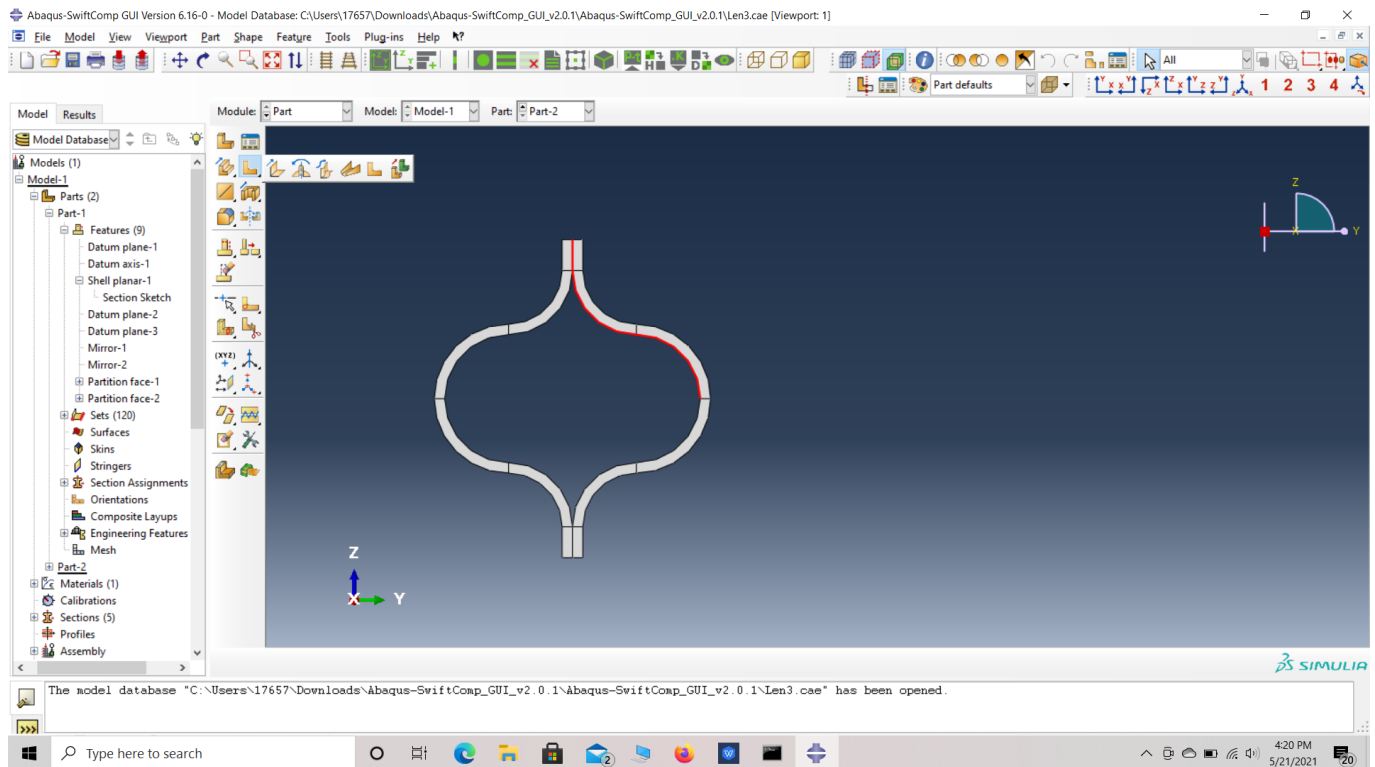 Abaqus-SwiftComp GUI Version 6.16-0 - Model Database: C:\Users\17657\Downloads\Abaqus-SwiftComp_GUI_v2.0.1\Abaqus-SwiftComp_GUI_v2.0.1\Len3.cae [Viewport: 1]
File Model View Viewport Part Shape Feature Tools Plug-ins Help
All
Part defaults
1 2 3 4
Model Results
Module: Part Model: Model-1 Part: Part-2
Model Database
Models (1)
Model-1
Parts (2)
Part-1
Features (9)
Datum plane-1
Datum axis-1
Shell planar-1
Section Sketch
Datum plane-2
Datum plane-3
Mirror-1
Mirror-2
Partition face-1
Partition face-2
Sets (120)
Surfaces
Skins
Stringers
Section Assignments
Orientations
Composite Layups
Engineering Features
Mesh
Part-2
Materials (1)
Calibrations
Sections (5)
Profiles
Assembly
(XYZ)
Z
X Y
Z
X Y
SIMULIA
The model database "C:\Users\17657\Downloads\Abaqus-SwiftComp_GUI_v2.0.1\Abaqus-SwiftComp_GUI_v2.0.1\Len3.cae" has been opened.
>>>
Type here to search
2
4:20 PM
5/21/2021
20